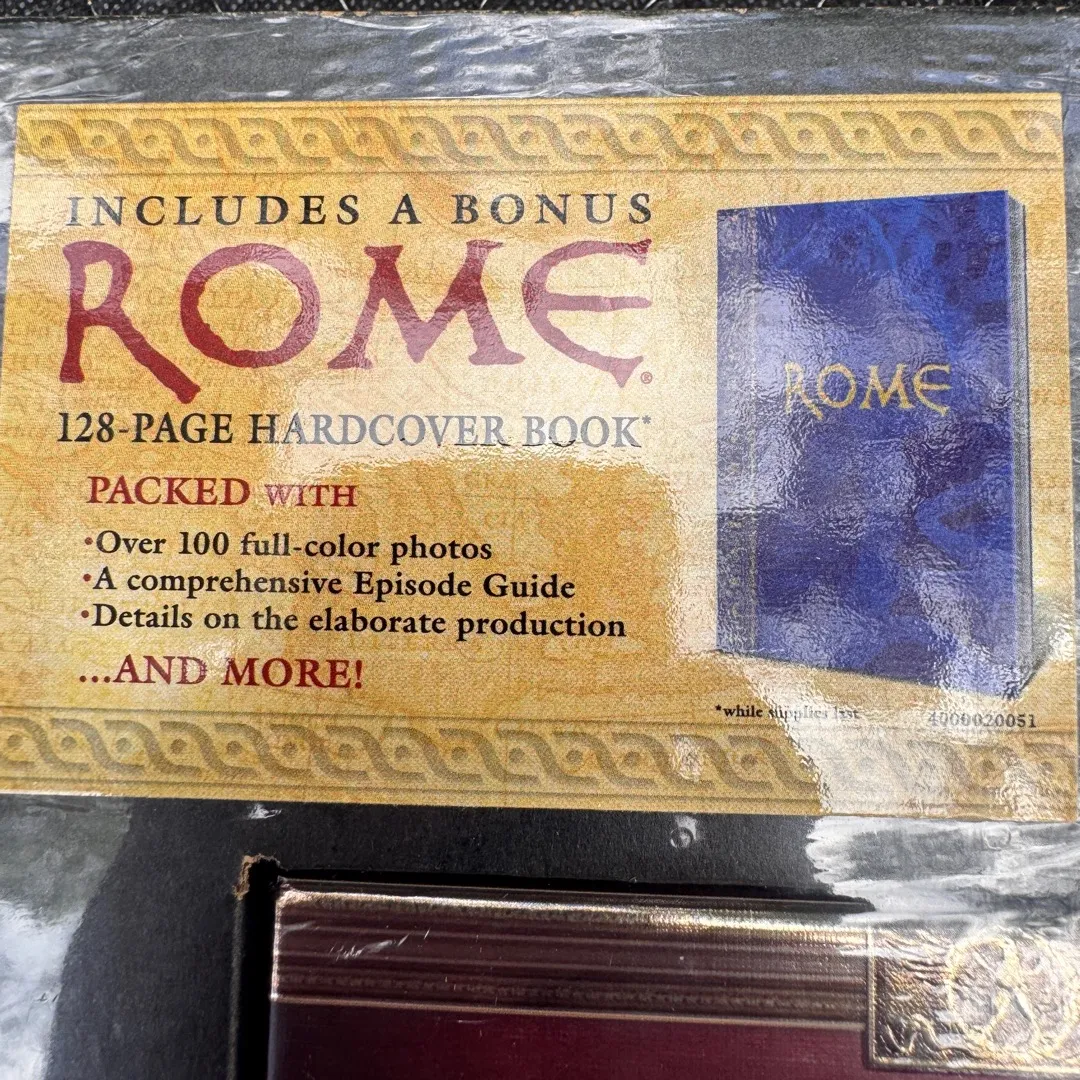 INCLUDES A BONUS
ROME®
128-PAGE HARDCOVER BOOK*
PACKED WITH
•Over 100 full-color photos
•A comprehensive Episode Guide
•Details on the elaborate production
...AND MORE!
ROME
*while supplies last
4000020051